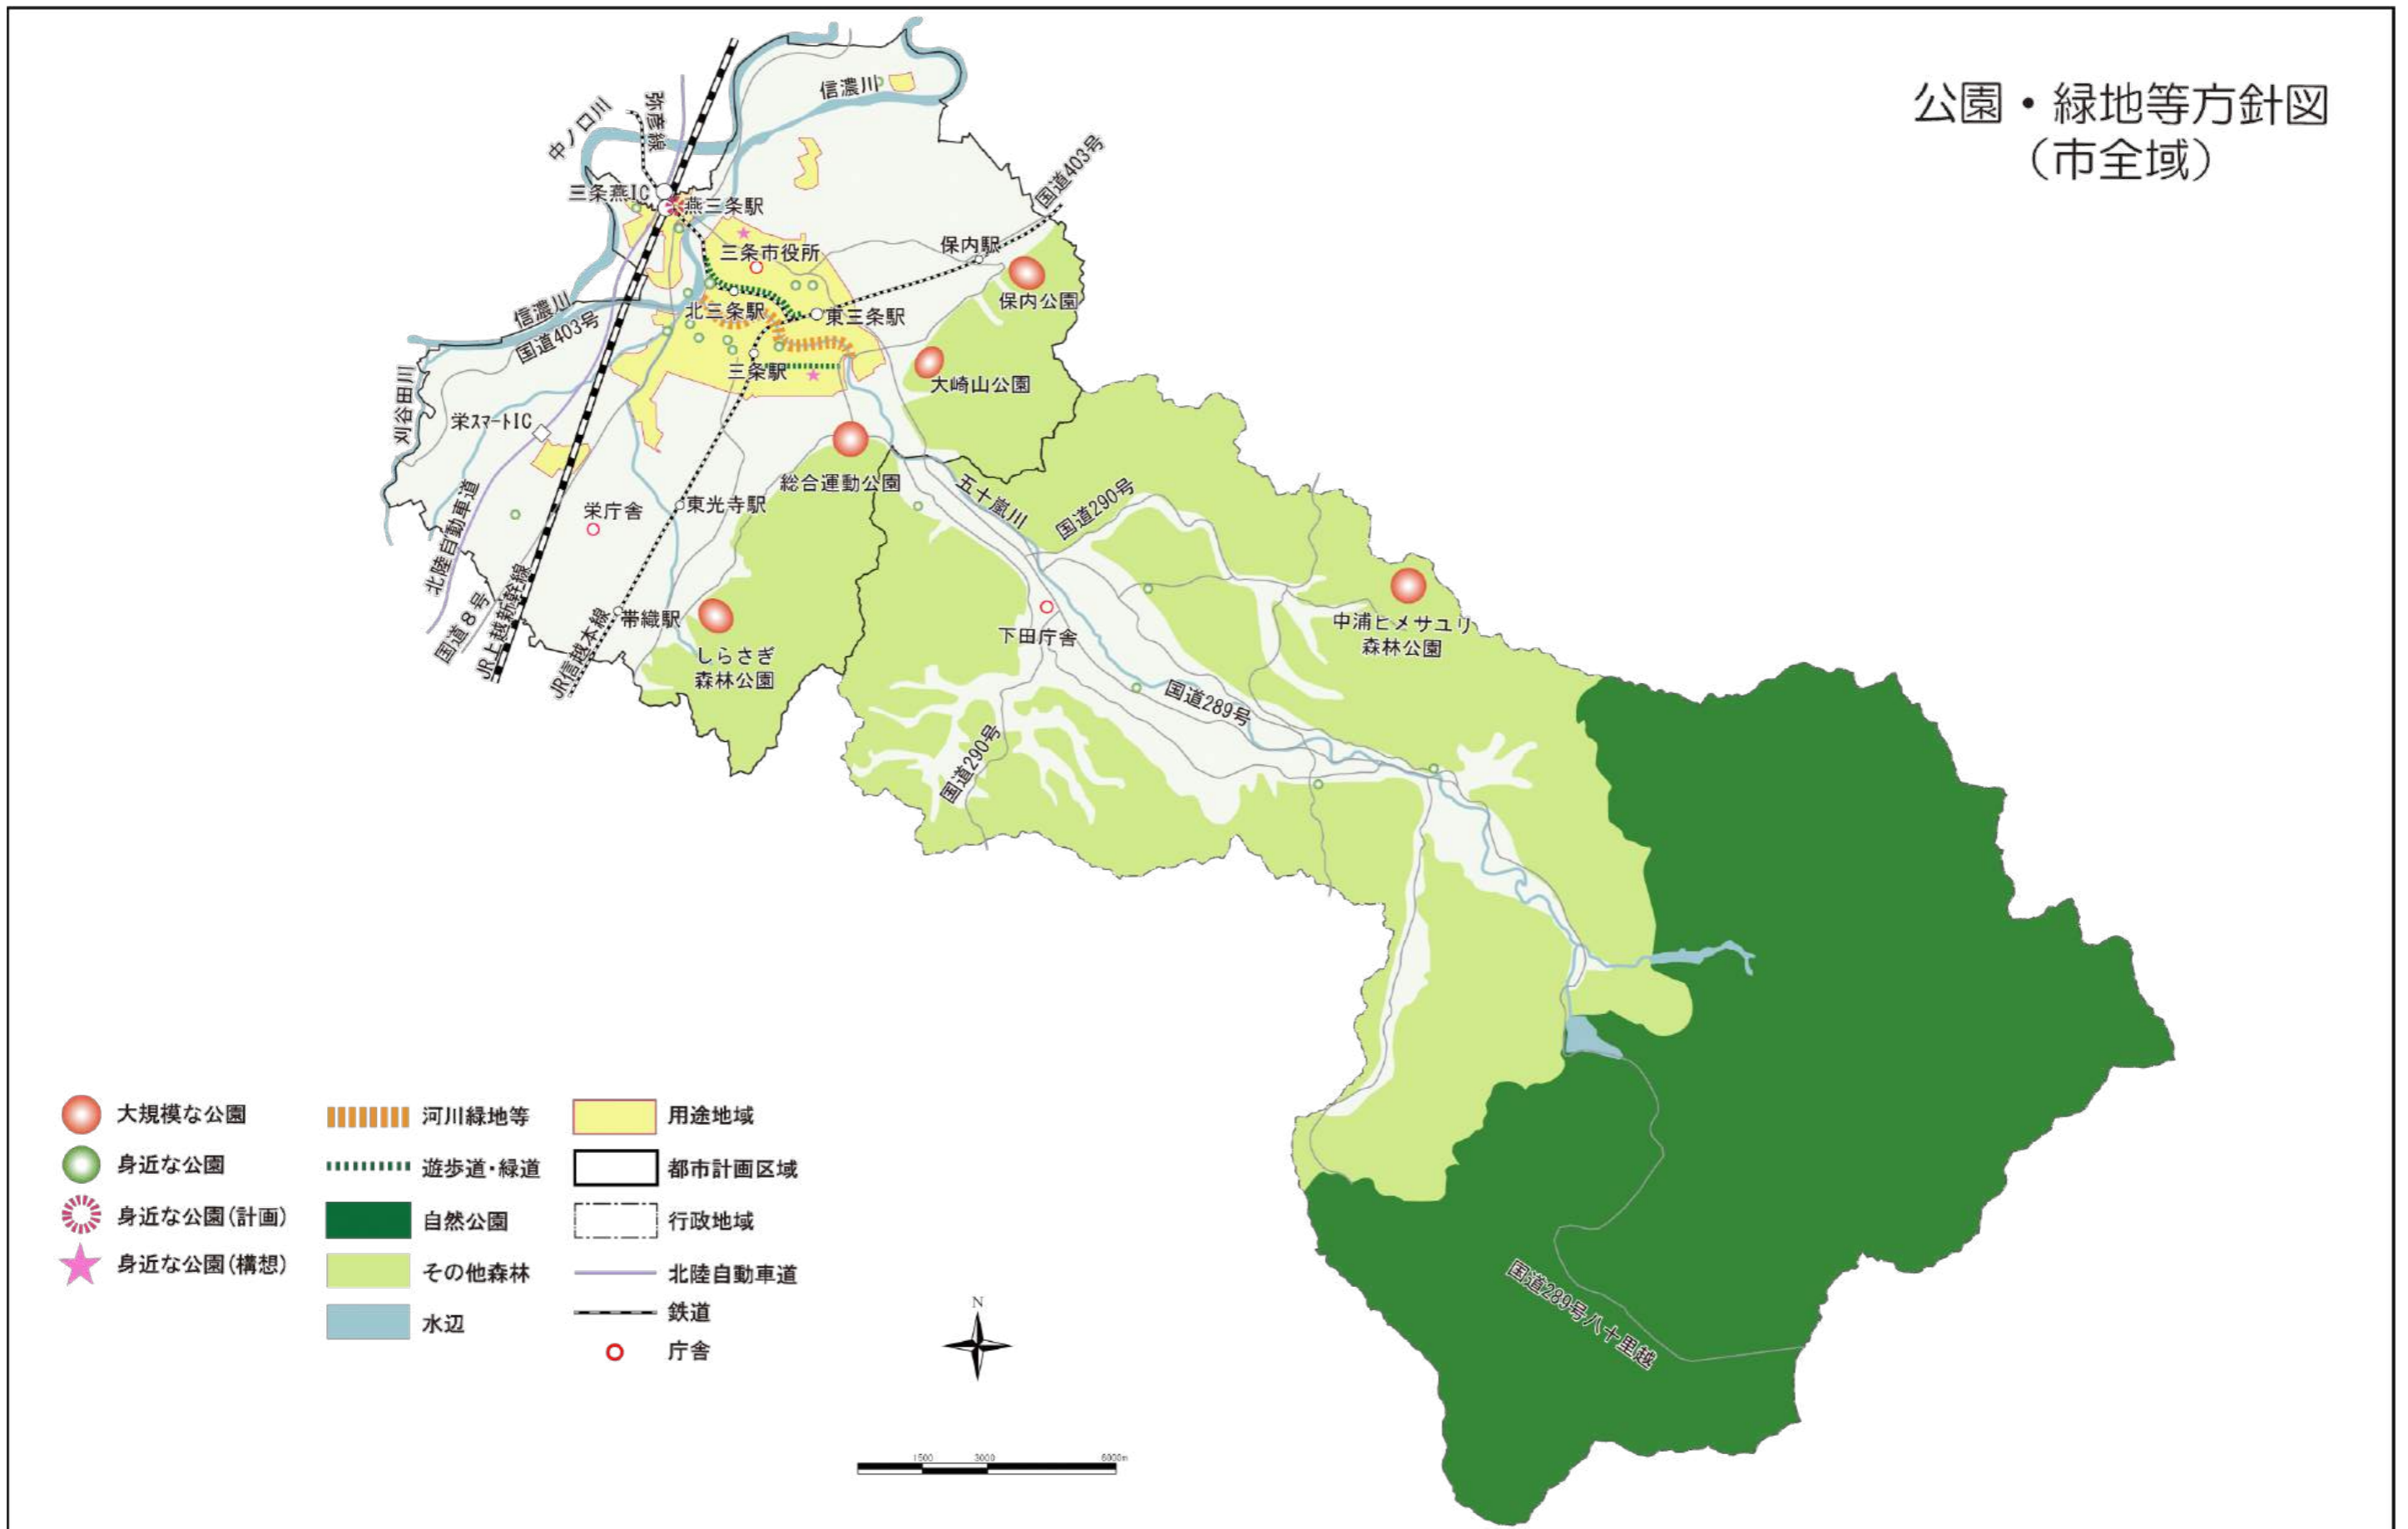 公園・緑地等方針図
（市全域）
信濃川
中ノ口川
弥彦線
国道403号
三条燕IC
燕三条駅
三条市役所
保内駅
保内公園
信濃川
国道403号
北三条駅
東三条駅
三条駅
大崎山公園
刈谷田川
栄スマートIC
総合運動公園
五十嵐川
国道290号
北陸自動車道
栄庁舎
東光寺駅
国道8号
JR上越新幹線
JR信越本線
帯織駅
しらさぎ
森林公園
下田庁舎
中浦ヒメサユリ
森林公園
国道289号
国道290号
国道289号八十里越
大規模な公園
身近な公園
身近な公園(計画)
身近な公園(構想)
河川緑地等
遊歩道・緑道
自然公園
その他森林
水辺
用途地域
都市計画区域
行政地域
北陸自動車道
鉄道
庁舎
N
1500 3000 6000m